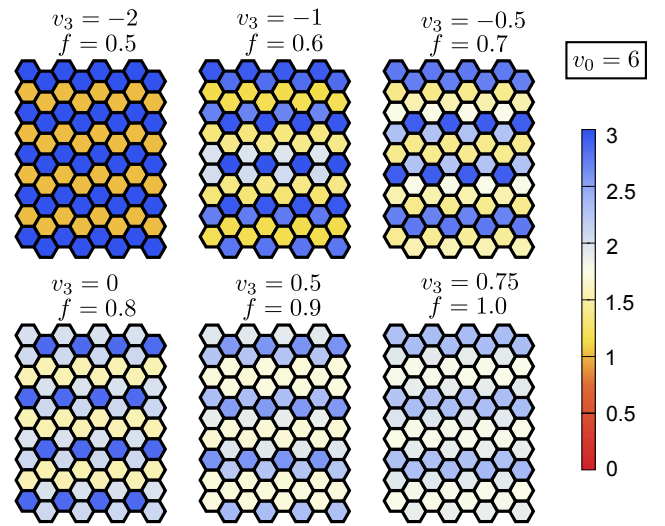 v₃ = −2
f = 0.5
v₃ = −1
f = 0.6
v₃ = −0.5
f = 0.7
v₀ = 6
3
2.5
2
1.5
1
0.5
0
v₃ = 0
f = 0.8
v₃ = 0.5
f = 0.9
v₃ = 0.75
f = 1.0